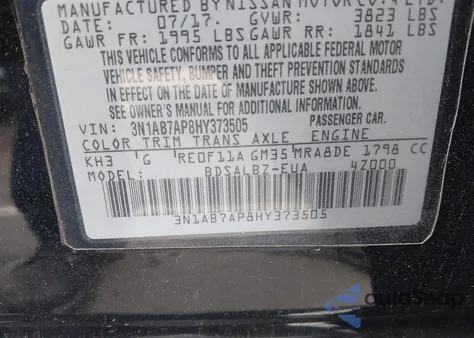 MANUFACTURED BY NISSAN MOTOR CO., LTD.
DATE: 07/17. GVWR: 3823 LBS
GAWR FR: 1995 LBS GAWR RR: 1841 LBS
THIS VEHICLE CONFORMS TO ALL APPLICABLE FEDERAL MOTOR
VEHICLE SAFETY, BUMPER AND THEFT PREVENTION STANDARDS
IN EFFECT ON THE DATE OF MANUFACTURE SHOWN ABOVE.
SEE OWNER'S MANUAL FOR ADDITIONAL INFORMATION.
VIN: 3N1AB7AP8HY373505 PASSENGER CAR.
COLOR TRIM TRANS AXLE ENGINE
KH3 G RE0F11A GM35 MRA8DE 1798 CC
MODEL: BDSALBZ-EUA 4Z000
3N1AB7AP8HY373505
autoSnap